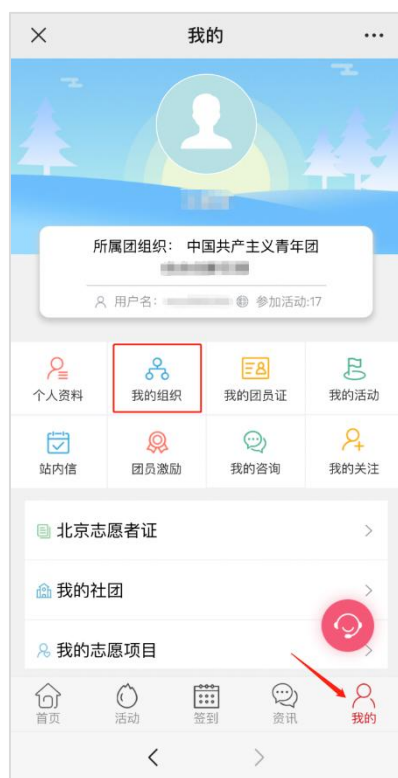 我的
所属团组织： 中国共产主义青年团
用户名： 参加活动:17
个人资料 我的组织 我的团员证 我的活动
站内信 团员激励 我的咨询 我的关注
北京志愿者证
我的社团
我的志愿项目
首页 活动 签到 资讯 我的